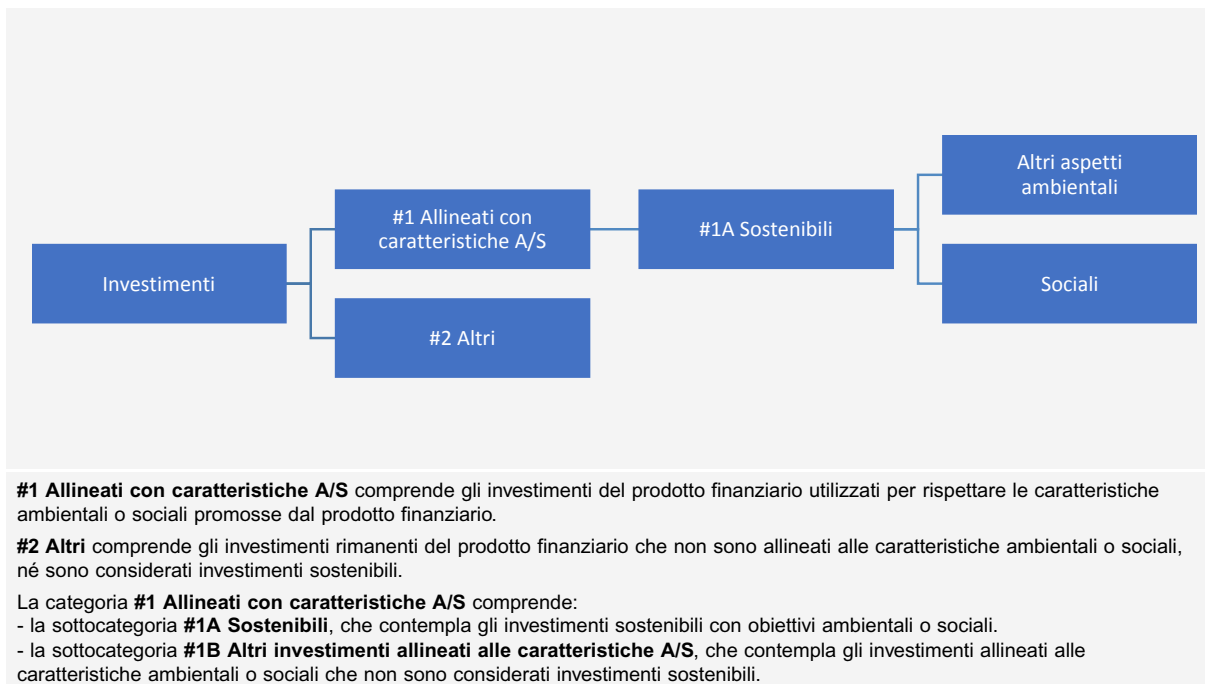 Altri aspetti
ambientali
#1 Allineati con
caratteristiche A/S
#1A Sostenibili
Investimenti
Sociali
#2 Altri
#1 Allineati con caratteristiche A/S comprende gli investimenti del prodotto finanziario utilizzati per rispettare le caratteristiche
ambientali o sociali promosse dal prodotto finanziario.
#2 Altri comprende gli investimenti rimanenti del prodotto finanziario che non sono allineati alle caratteristiche ambientali o sociali,
né sono considerati investimenti sostenibili.
La categoria #1 Allineati con caratteristiche A/S comprende:
- la sottocategoria #1A Sostenibili, che contempla gli investimenti sostenibili con obiettivi ambientali o sociali.
- la sottocategoria #1B Altri investimenti allineati alle caratteristiche A/S, che contempla gli investimenti allineati alle
caratteristiche ambientali o sociali che non sono considerati investimenti sostenibili.